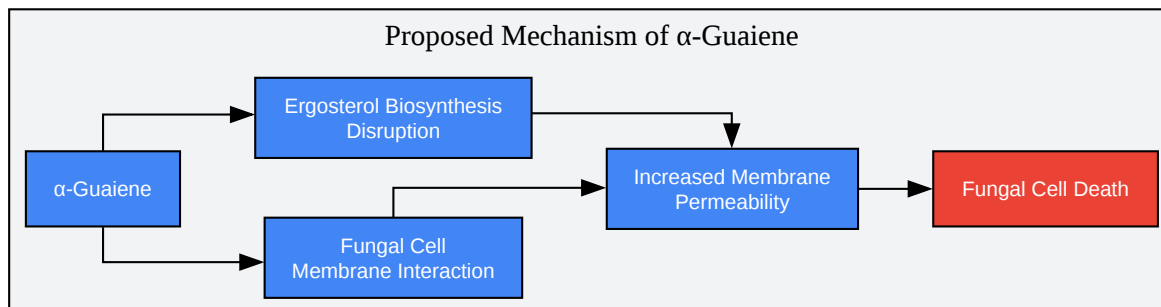 Proposed Mechanism of α-Guaiene
α-Guaiene
Ergosterol Biosynthesis
Disruption
Fungal Cell
Membrane Interaction
Increased Membrane
Permeability
Fungal Cell Death